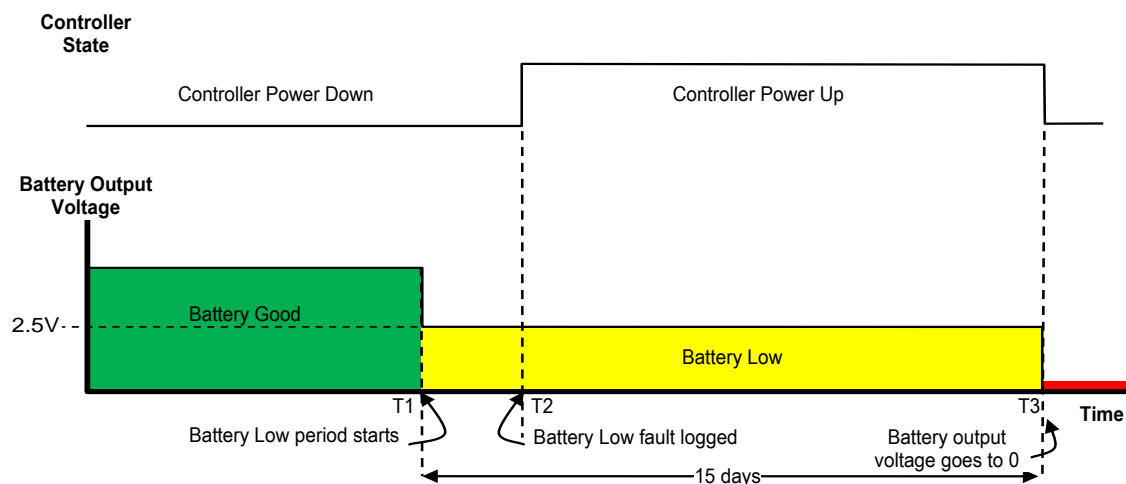 Controller
State
Controller Power Down
Controller Power Up
Battery Output
Voltage
Battery Good
2.5V
Battery Low
T1
T2
T3
Time
Battery Low period starts
Battery Low fault logged
Battery output
voltage goes to 0
15 days